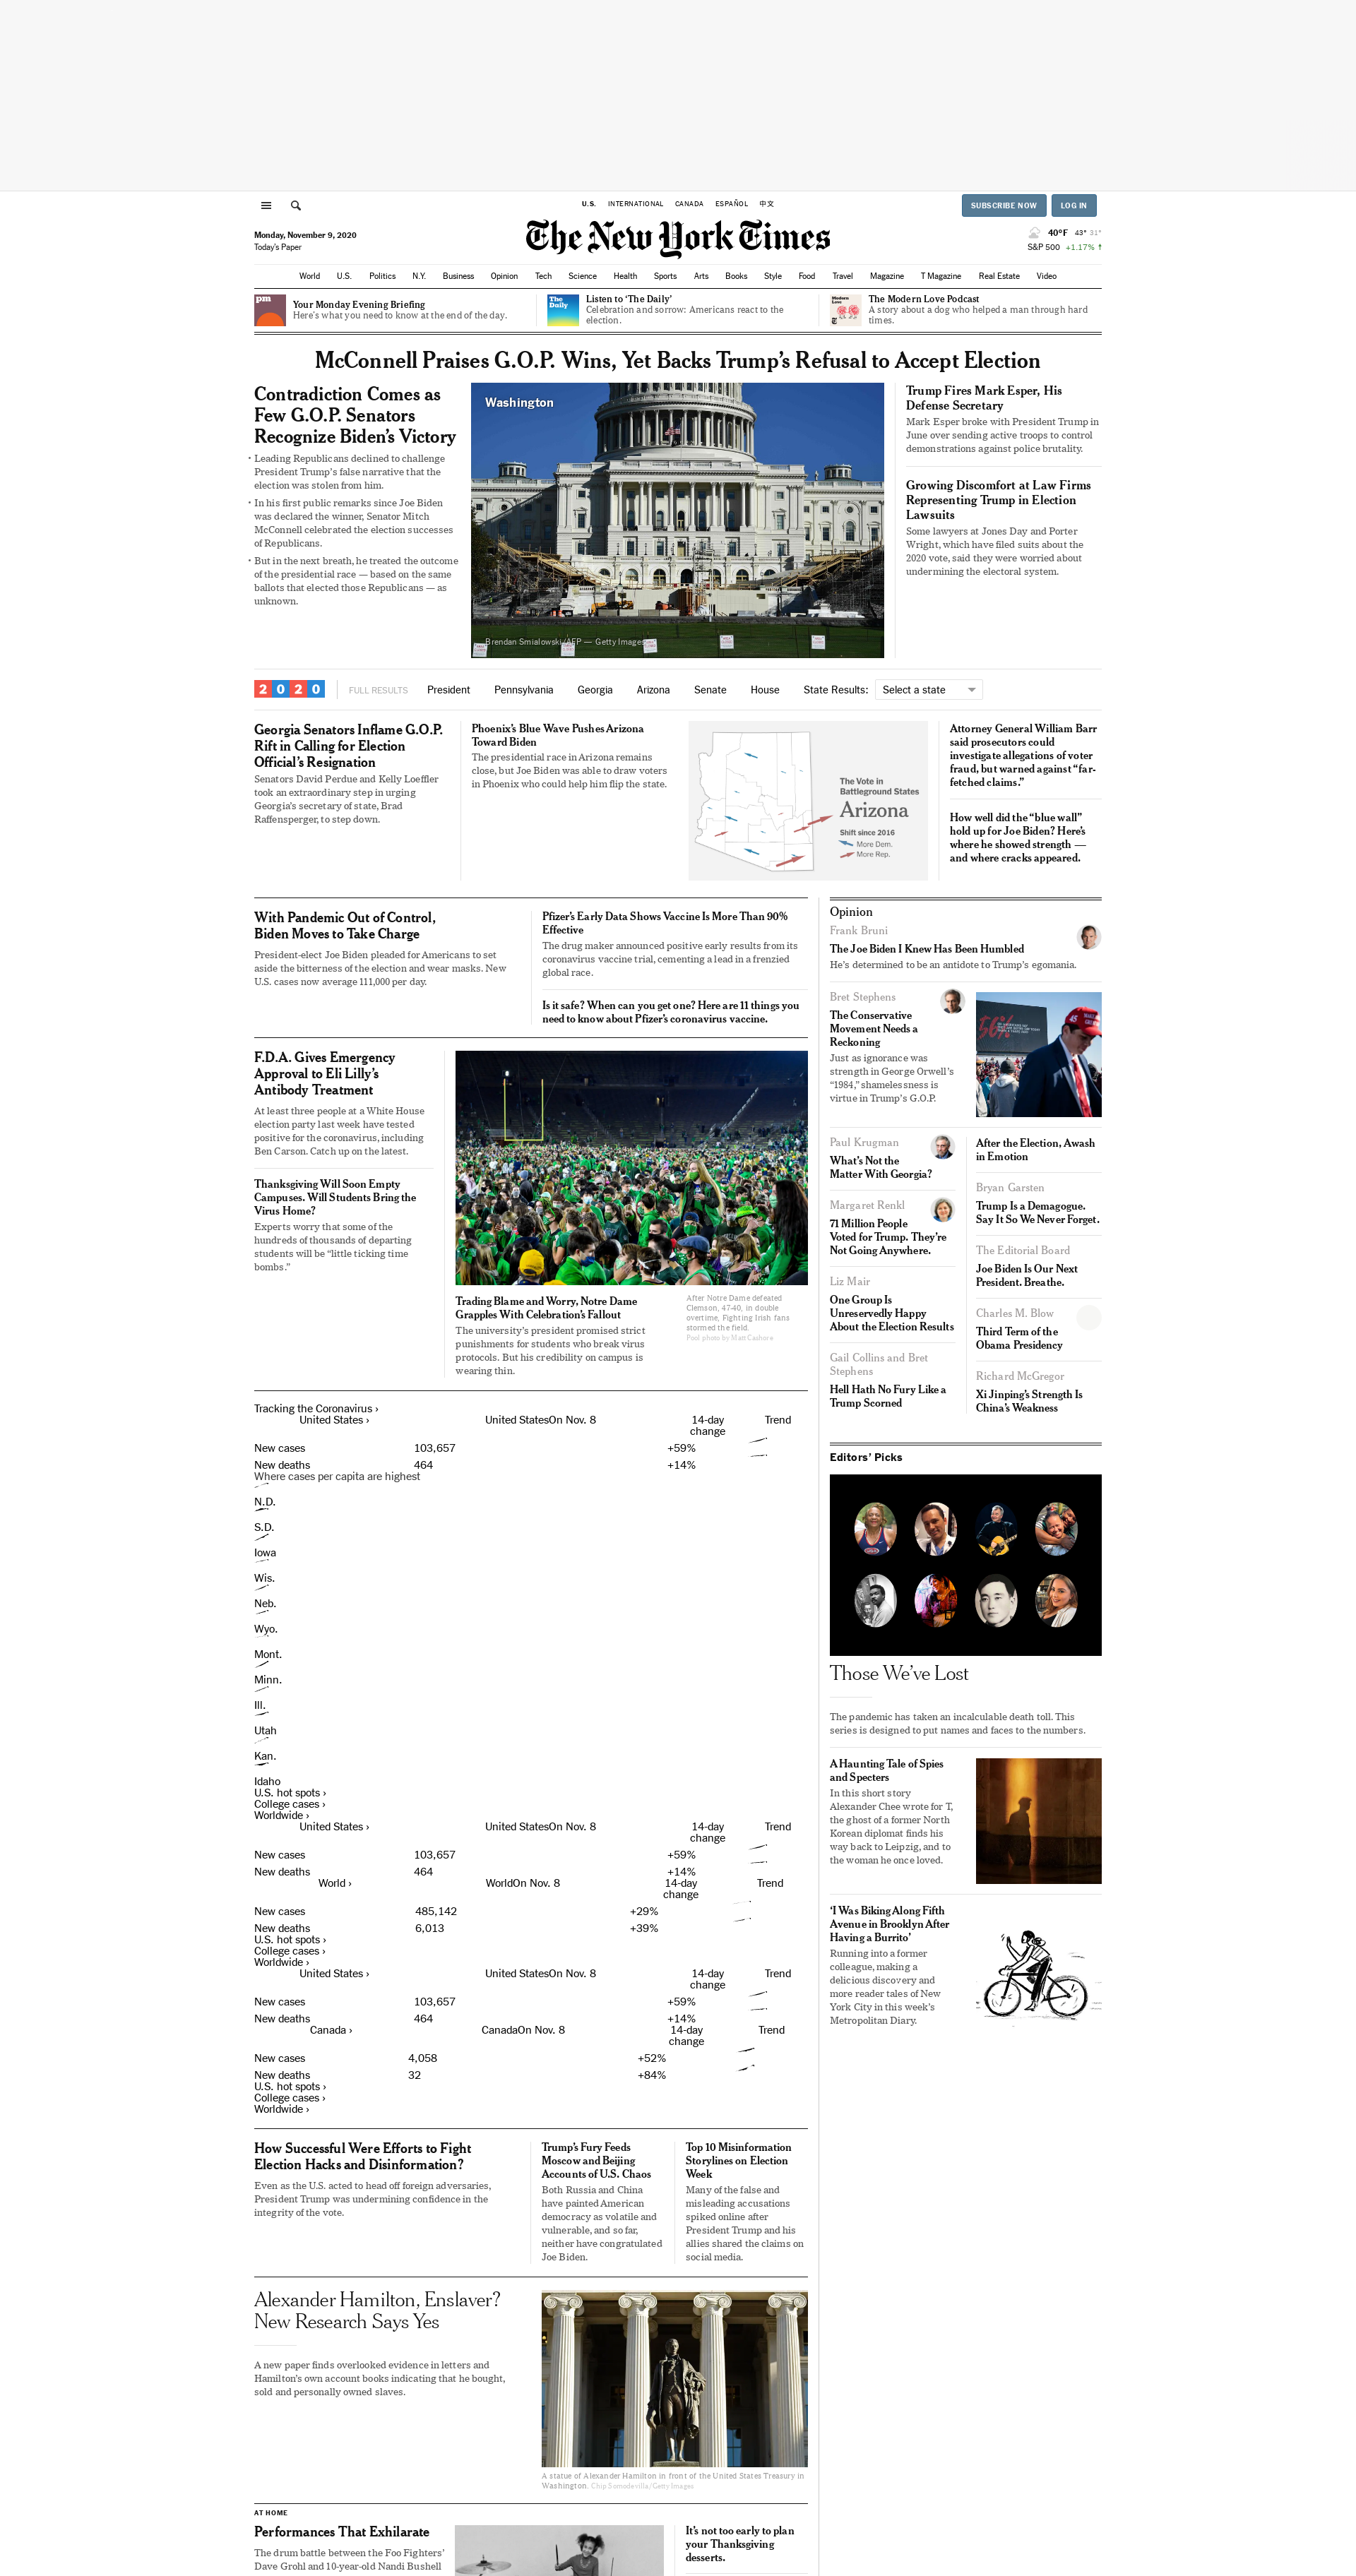 U.S. INTERNATIONAL CANADA ESPAÑOL 中文
SUBSCRIBE NOW LOG IN
Monday, November 9, 2020
Today's Paper
The New York Times
40°F 43° 31°
S&P 500 +1.17% ↑
World U.S. Politics N.Y. Business Opinion Tech Science Health Sports Arts Books Style Food Travel Magazine T Magazine Real Estate Video
pm
Your Monday Evening Briefing
Here's what you need to know at the end of the day.
The Daily
Listen to ‘The Daily’
Celebration and sorrow: Americans react to the
election.
Modern Love
The Modern Love Podcast
A story about a dog who helped a man through hard
times.
McConnell Praises G.O.P. Wins, Yet Backs Trump’s Refusal to Accept Election
Contradiction Comes as
Few G.O.P. Senators
Recognize Biden’s Victory
• Leading Republicans declined to challenge
President Trump’s false narrative that the
election was stolen from him.
• In his first public remarks since Joe Biden
was declared the winner, Senator Mitch
McConnell celebrated the election successes
of Republicans.
• But in the next breath, he treated the outcome
of the presidential race — based on the same
ballots that elected those Republicans — as
unknown.
Washington
Brendan Smialowski/AFP — Getty Images
Trump Fires Mark Esper, His
Defense Secretary
Mark Esper broke with President Trump in
June over sending active troops to control
demonstrations against police brutality.
Growing Discomfort at Law Firms
Representing Trump in Election
Lawsuits
Some lawyers at Jones Day and Porter
Wright, which have filed suits about the
2020 vote, said they were worried about
undermining the electoral system.
2020 FULL RESULTS President Pennsylvania Georgia Arizona Senate House State Results: Select a state
Georgia Senators Inflame G.O.P.
Rift in Calling for Election
Official’s Resignation
Senators David Perdue and Kelly Loeffler
took an extraordinary step in urging
Georgia’s secretary of state, Brad
Raffensperger, to step down.
Phoenix’s Blue Wave Pushes Arizona
Toward Biden
The presidential race in Arizona remains
close, but Joe Biden was able to draw voters
in Phoenix who could help him flip the state.
The Vote in
Battleground States
Arizona
Shift since 2016
More Dem.
More Rep.
Attorney General William Barr
said prosecutors could
investigate allegations of voter
fraud, but warned against “far-
fetched claims.”
How well did the “blue wall”
hold up for Joe Biden? Here’s
where he showed strength —
and where cracks appeared.
With Pandemic Out of Control,
Biden Moves to Take Charge
President-elect Joe Biden pleaded for Americans to set
aside the bitterness of the election and wear masks. New
U.S. cases now average 111,000 per day.
Pfizer’s Early Data Shows Vaccine Is More Than 90%
Effective
The drug maker announced positive early results from its
coronavirus vaccine trial, cementing a lead in a frenzied
global race.
Is it safe? When can you get one? Here are 11 things you
need to know about Pfizer’s coronavirus vaccine.
F.D.A. Gives Emergency
Approval to Eli Lilly’s
Antibody Treatment
At least three people at a White House
election party last week have tested
positive for the coronavirus, including
Ben Carson. Catch up on the latest.
Thanksgiving Will Soon Empty
Campuses. Will Students Bring the
Virus Home?
Experts worry that some of the
hundreds of thousands of departing
students will be “little ticking time
bombs.”
Trading Blame and Worry, Notre Dame
Grapples With Celebration’s Fallout
The university’s president promised strict
punishments for students who break virus
protocols. But his credibility on campus is
wearing thin.
After Notre Dame defeated
Clemson, 47-40, in double
overtime, Fighting Irish fans
stormed the field.
Pool photo by Matt Cashore
Opinion
Frank Bruni
The Joe Biden I Knew Has Been Humbled
He’s determined to be an antidote to Trump’s egomania.
Bret Stephens
The Conservative
Movement Needs a
Reckoning
Just as ignorance was
strength in George Orwell’s
“1984,” shamelessness is
virtue in Trump’s G.O.P.
56%
45
Paul Krugman
What’s Not the
Matter With Georgia?
Margaret Renkl
71 Million People
Voted for Trump. They’re
Not Going Anywhere.
Liz Mair
One Group Is
Unreservedly Happy
About the Election Results
Gail Collins and Bret
Stephens
Hell Hath No Fury Like a
Trump Scorned
After the Election, Awash
in Emotion
Bryan Garsten
Trump Is a Demagogue.
Say It So We Never Forget.
The Editorial Board
Joe Biden Is Our Next
President. Breathe.
Charles M. Blow
Third Term of the
Obama Presidency
Richard McGregor
Xi Jinping’s Strength Is
China’s Weakness
Tracking the Coronavirus ›
United States › United StatesOn Nov. 8 14-day change Trend
New cases 103,657 +59%
New deaths 464 +14%
Where cases per capita are highest
N.D.
S.D.
Iowa
Wis.
Neb.
Wyo.
Mont.
Minn.
Ill.
Utah
Kan.
Idaho
U.S. hot spots ›
College cases ›
Worldwide ›
United States › United StatesOn Nov. 8 14-day change Trend
New cases 103,657 +59%
New deaths 464 +14%
World › WorldOn Nov. 8 14-day change Trend
New cases 485,142 +29%
New deaths 6,013 +39%
U.S. hot spots ›
College cases ›
Worldwide ›
United States › United StatesOn Nov. 8 14-day change Trend
New cases 103,657 +59%
New deaths 464 +14%
Canada › CanadaOn Nov. 8 14-day change Trend
New cases 4,058 +52%
New deaths 32 +84%
U.S. hot spots ›
College cases ›
Worldwide ›
Editors’ Picks
Those We’ve Lost
The pandemic has taken an incalculable death toll. This
series is designed to put names and faces to the numbers.
A Haunting Tale of Spies
and Specters
In this short story
Alexander Chee wrote for T,
the ghost of a former North
Korean diplomat finds his
way back to Leipzig, and to
the woman he once loved.
‘I Was Biking Along Fifth
Avenue in Brooklyn After
Having a Burrito’
Running into a former
colleague, making a
delicious discovery and
more reader tales of New
York City in this week’s
Metropolitan Diary.
How Successful Were Efforts to Fight
Election Hacks and Disinformation?
Even as the U.S. acted to head off foreign adversaries,
President Trump was undermining confidence in the
integrity of the vote.
Trump’s Fury Feeds
Moscow and Beijing
Accounts of U.S. Chaos
Both Russia and China
have painted American
democracy as volatile and
vulnerable, and so far,
neither have congratulated
Joe Biden.
Top 10 Misinformation
Storylines on Election
Week
Many of the false and
misleading accusations
spiked online after
President Trump and his
allies shared the claims on
social media.
Alexander Hamilton, Enslaver?
New Research Says Yes
A new paper finds overlooked evidence in letters and
Hamilton’s own account books indicating that he bought,
sold and personally owned slaves.
A statue of Alexander Hamilton in front of the United States Treasury in
Washington. Chip Somodevilla/Getty Images
AT HOME
Performances That Exhilarate
The drum battle between the Foo Fighters’
Dave Grohl and 10-year-old Nandi Bushell
It’s not too early to plan
your Thanksgiving
desserts.